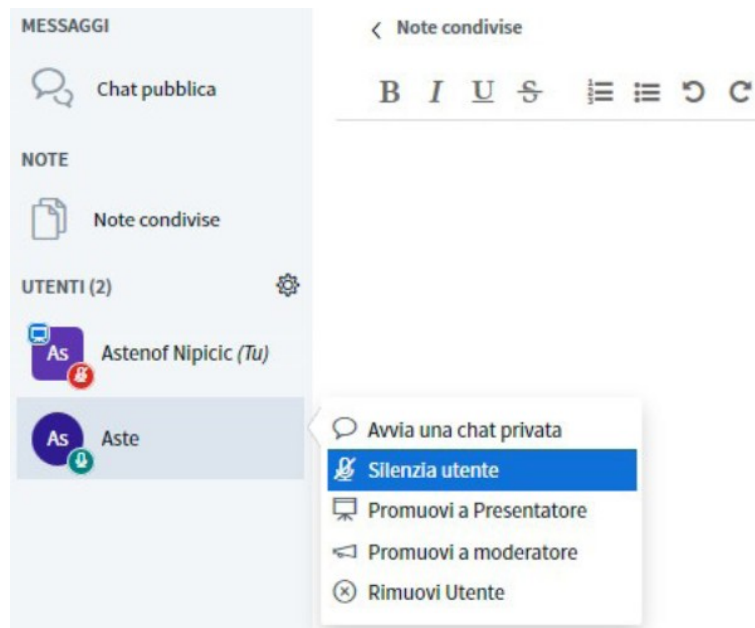 MESSAGGI
Chat pubblica
NOTE
Note condivise
UTENTI (2)
As Astenof Nipicic (Tu)
As Aste
Note condivise
B I U S
Avvia una chat privata
Silenzia utente
Promuovi a Presentatore
Promuovi a moderatore
Rimuovi Utente